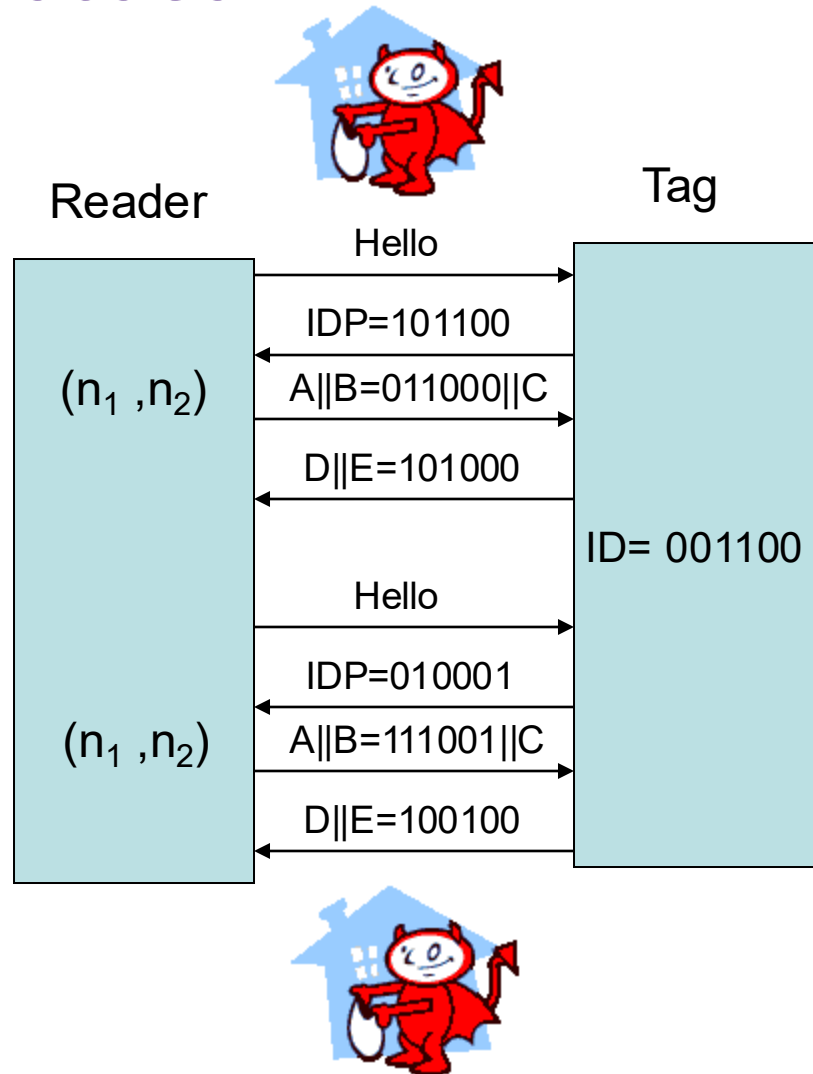 Reader
Tag
Hello
IDP=101100
(n₁ ,n₂)
A||B=011000||C
D||E=101000
ID= 001100
Hello
IDP=010001
(n₁ ,n₂)
A||B=111001||C
D||E=100100